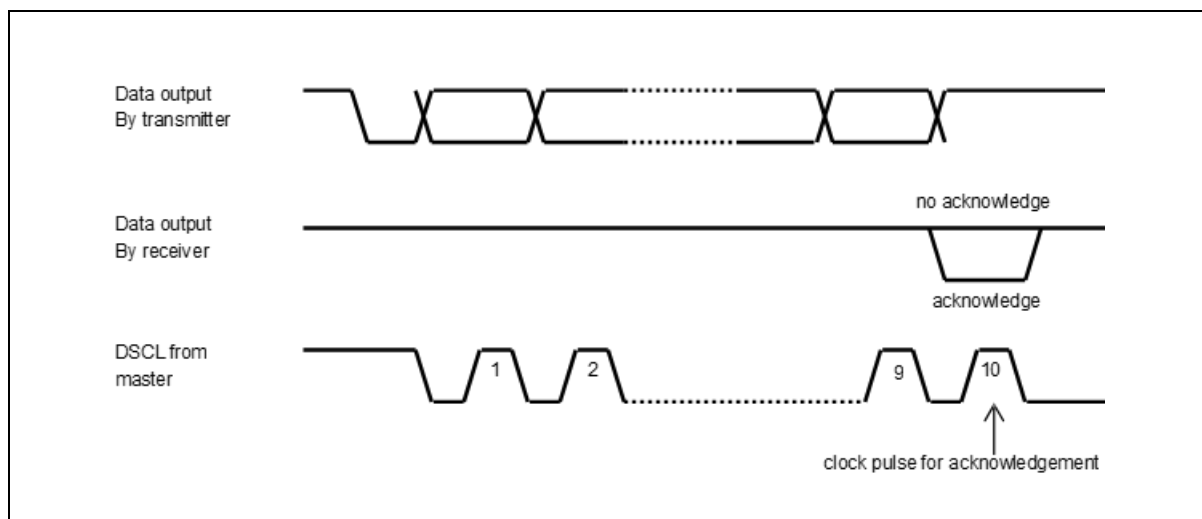 Data output
By transmitter
no acknowledge
Data output
By receiver
acknowledge
DSCL from
master
1
2
9
10
clock pulse for acknowledgement